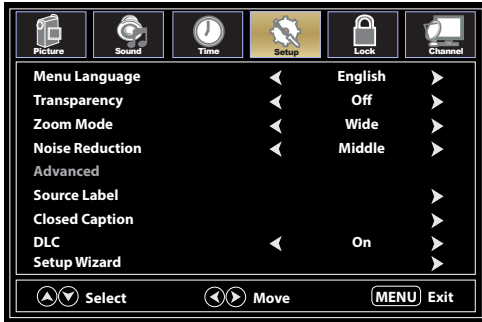 Picture Sound Time Setup Lock Channel
Menu Language English
Transparency Off
Zoom Mode Wide
Noise Reduction Middle
Advanced
Source Label
Closed Caption
DLC On
Setup Wizard
Select Move MENU Exit